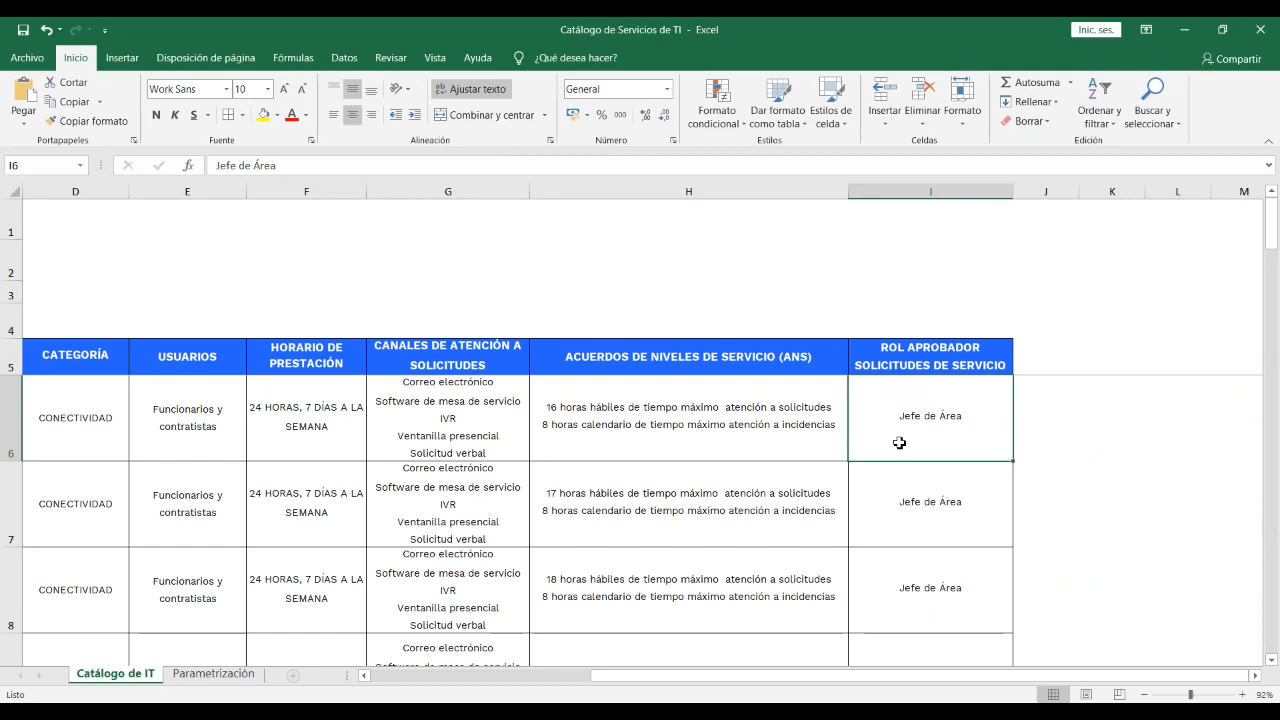 Catálogo de Servicios de TI - Excel
Inic. ses.
Archivo Inicio Insertar Disposición de página Fórmulas Datos Revisar Vista Ayuda ¿Qué desea hacer? Compartir
Pegar
Cortar
Copiar
Copiar formato
Portapapeles
Work Sans 10
N K S
Fuente
Ajustar texto
Combinar y centrar
Alineación
General
% 000
Número
Formato condicional
Dar formato como tabla
Estilos de celda
Estilos
Insertar Eliminar Formato
Celdas
Autosuma
Rellenar
Borrar
Ordenar y filtrar
Buscar y seleccionar
Edición
I6 fx Jefe de Área
D E F G H I J K L M
1
2
3
4
5
CATEGORÍA
USUARIOS
HORARIO DE
PRESTACIÓN
CANALES DE ATENCIÓN A
SOLICITUDES
ACUERDOS DE NIVELES DE SERVICIO (ANS)
ROL APROBADOR
SOLICITUDES DE SERVICIO
6
CONECTIVIDAD
Funcionarios y
contratistas
24 HORAS, 7 DÍAS A LA
SEMANA
Correo electrónico
Software de mesa de servicio
IVR
Ventanilla presencial
Solicitud verbal
16 horas hábiles de tiempo máximo  atención a solicitudes
8 horas calendario de tiempo máximo atención a incidencias
Jefe de Área
7
CONECTIVIDAD
Funcionarios y
contratistas
24 HORAS, 7 DÍAS A LA
SEMANA
Correo electrónico
Software de mesa de servicio
IVR
Ventanilla presencial
Solicitud verbal
17 horas hábiles de tiempo máximo  atención a solicitudes
8 horas calendario de tiempo máximo atención a incidencias
Jefe de Área
8
CONECTIVIDAD
Funcionarios y
contratistas
24 HORAS, 7 DÍAS A LA
SEMANA
Correo electrónico
Software de mesa de servicio
IVR
Ventanilla presencial
Solicitud verbal
18 horas hábiles de tiempo máximo  atención a solicitudes
8 horas calendario de tiempo máximo atención a incidencias
Jefe de Área
Correo electrónico
Software de mesa de servicio
Catálogo de IT Parametrización
Listo
92%